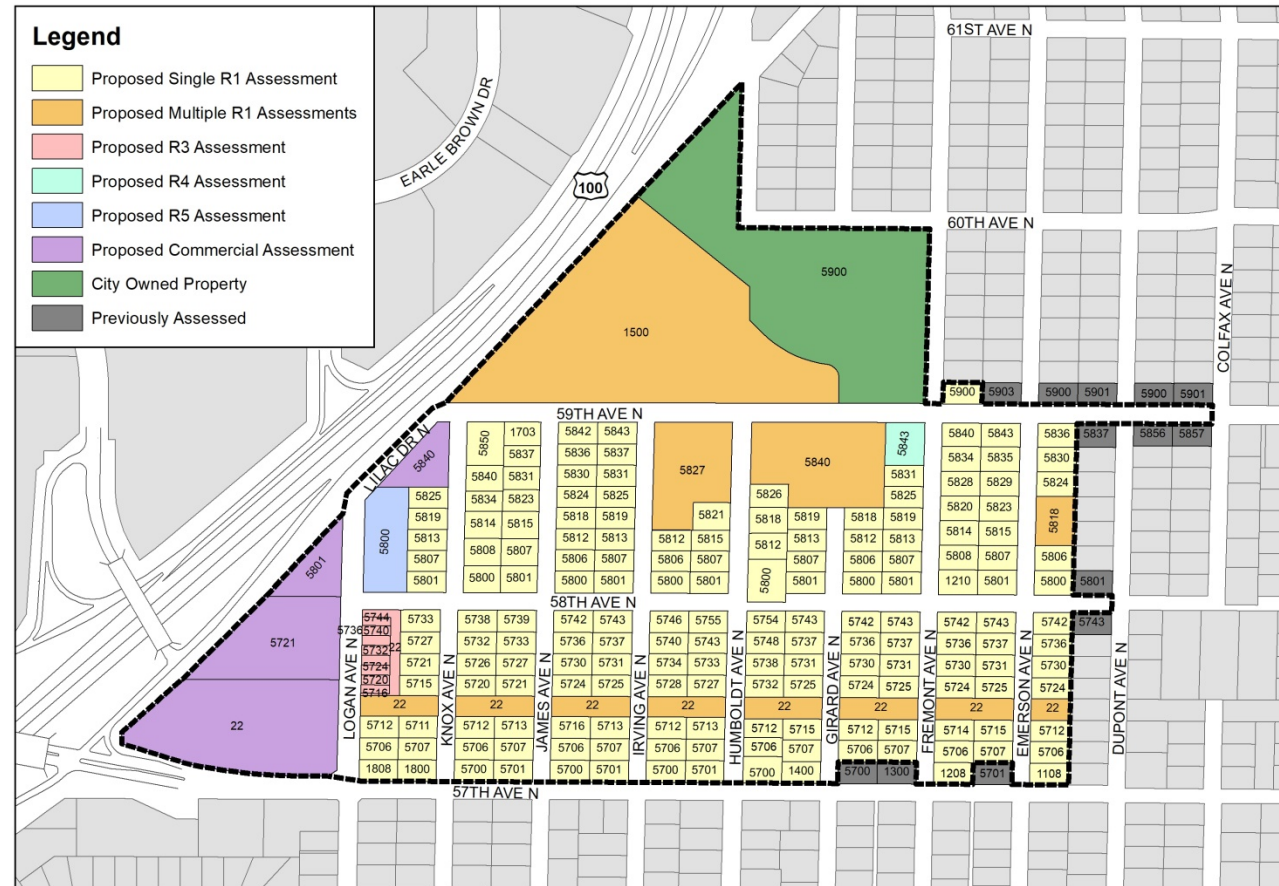 Legend
Proposed Single R1 Assessment
Proposed Multiple R1 Assessments
Proposed R3 Assessment
Proposed R4 Assessment
Proposed R5 Assessment
Proposed Commercial Assessment
City Owned Property
Previously Assessed
61ST AVE N
EARLE BROWN DR
100
60TH AVE N
COLFAX AVE N
5900
1500
5900 5903 5900 5901 5900 5901
59TH AVE N
LILAC DR N
5840 5850 1703 5842 5843 5827 5840 5843 5840 5843 5836 5837 5856 5857
5837 5836 5837 5834 5835 5830
5840 5831 5830 5831 5831 5828 5829 5824
5825 5834 5823 5824 5825 5826 5825 5820 5823 5818
5800 5819 5814 5815 5818 5819 5821 5818 5819 5818 5819 5814 5815
5801 5813 5812 5813 5812 5815 5812 5813 5812 5813
5807 5808 5807 5806 5807 5806 5807 5807 5806 5807 5808 5807 5806
5801 5800 5801 5800 5801 5800 5801 5800 5801 5800 5801 1210 5801 5800 5801
58TH AVE N
5744 5733 5738 5739 5742 5743 5746 5755 5754 5743 5742 5743 5742 5743 5742 5743
5736 5740 5727 5732 5733 5736 5737 5740 5743 5748 5737 5736 5737 5736 5737 5736
5721 5732 22 5721 5726 5727 5730 5731 5734 5733 5738 5731 5730 5731 5730 5731 5730
5724
5720 5715 5720 5721 5724 5725 5728 5727 5732 5725 5724 5725 5724 5725 5724
5716
22 22 22 22 22 22 22 22 22
5712 5711 5712 5713 5716 5713 5712 5713 5712 5715 5712 5715 5714 5715 5712
5706 5707 5706 5707 5706 5707 5706 5707 5706 5707 5706 5707 5706 5707 5706
1808 1800 5700 5701 5700 5701 5700 5701 5700 1400 5700 1300 1208 5701 1108
LOGAN AVE N
KNOX AVE N
JAMES AVE N
IRVING AVE N
HUMBOLDT AVE N
GIRARD AVE N
FREMONT AVE N
EMERSON AVE N
DUPONT AVE N
57TH AVE N